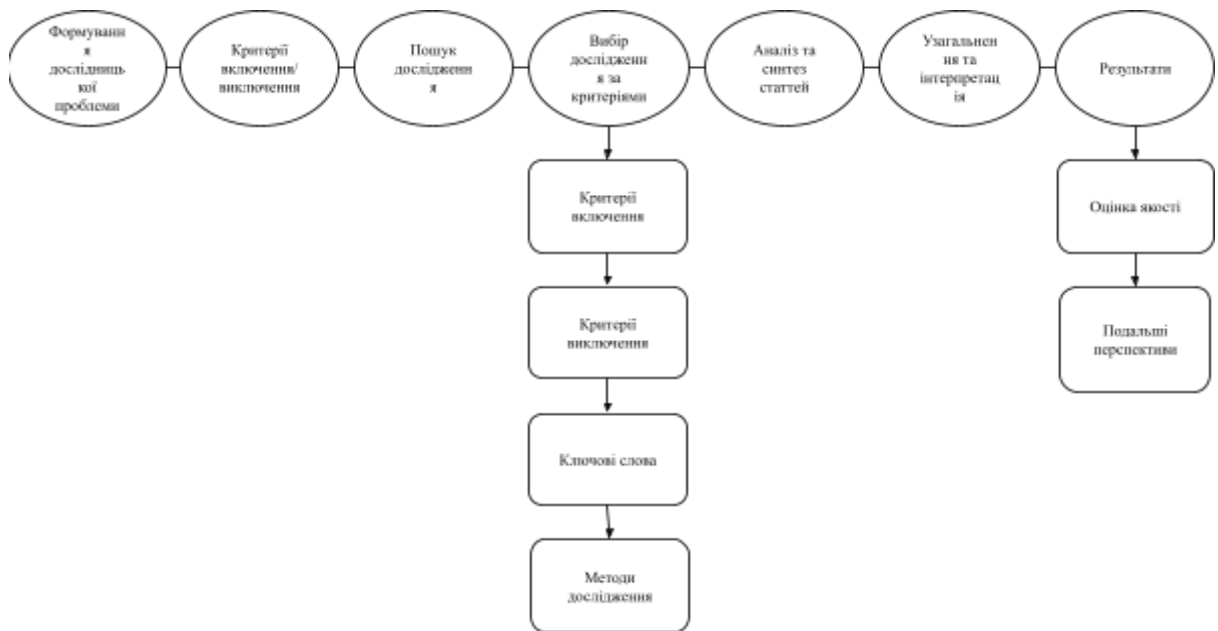 Формуванн
я
дослідниць
кої
проблеми
Критерії
включення/
виключення
Пошук
дослідженн
я
Вибір
дослідженн
я за
критеріями
Аналіз та
синтез
статтей
Узагальнен
ня та
інтерпретац
ія
Результати
Критерії
включення
Критерії
виключення
Ключові слова
Методи
дослідження
Оцінка якості
Подальші
перспективи